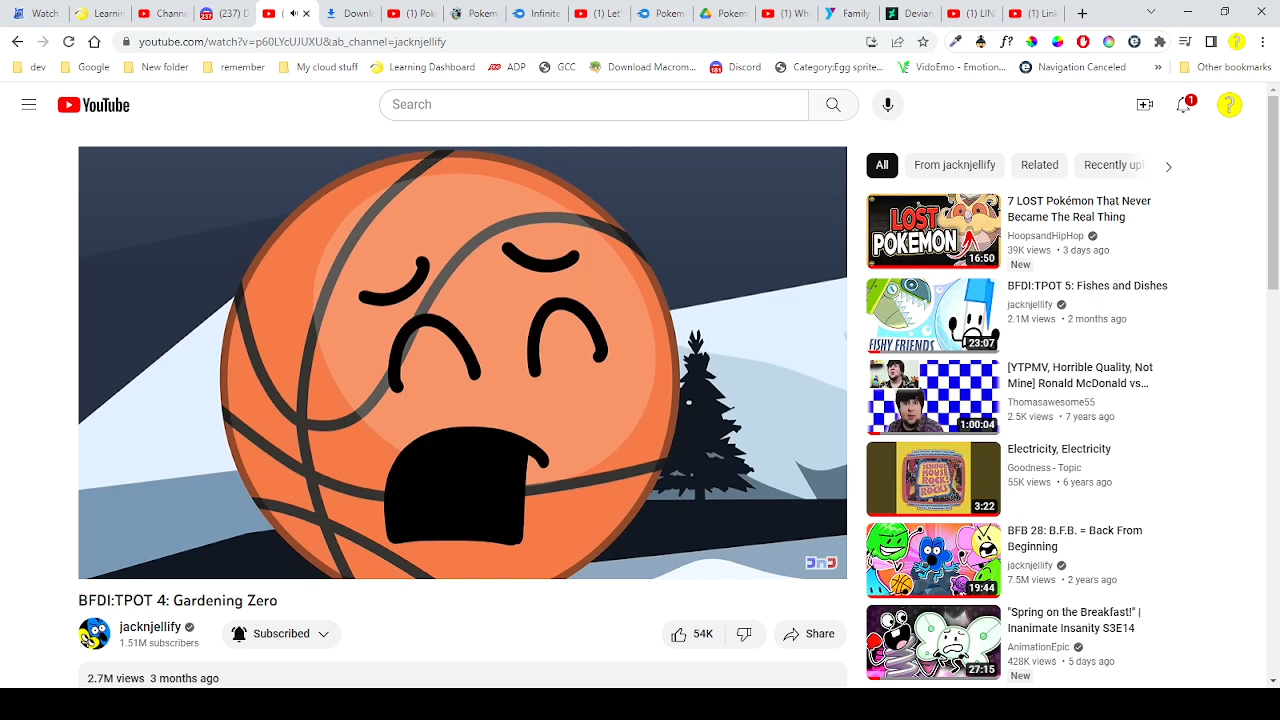 Watch
Learnin
Chann
(237) D
(
Downlo
(1) Pok
Pokem
Infinite
(1) Let'
Pokem
Pokem
(1) Wha
Family
Devian
(1) LIN
(1) Link
youtube.com/watch?v=p60LYcUJUXU&ab_channel=jacknjellify
dev
Google
New folder
remember
My cloud stuff
Learning Dashboard
ADP
GCC
Download Macrom...
Discord
Category:Egg sprite...
VidoEmo - Emotion...
Navigation Canceled
»
Other bookmarks
YouTube
Search
1
All
From jacknjellify
Related
Recently upl
LOST
POKEMON
16:50
7 LOST Pokémon That Never
Became The Real Thing
HoopsandHipHop
39K views • 3 days ago
New
FISHY FRIENDS
23:07
BFDI:TPOT 5: Fishes and Dishes
jacknjellify
2.1M views • 2 months ago
1:00:04
[YTPMV, Horrible Quality, Not
Mine] Ronald McDonald vs...
Thomasawesome55
2.5K views • 7 years ago
SCHOOL
HOUSE
ROCK!
ROCKS
3:22
Electricity, Electricity
Goodness - Topic
55K views • 6 years ago
19:44
BFB 28: B.F.B. = Back From
Beginning
jacknjellify
7.5M views • 2 years ago
27:15
"Spring on the Breakfast!" |
Inanimate Insanity S3E14
AnimationEpic
428K views • 5 days ago
New
BFDI:TPOT 4: Gardening Zero
jacknjellify
1.51M subscribers
Subscribed
54K
Share
2.7M views 3 months ago